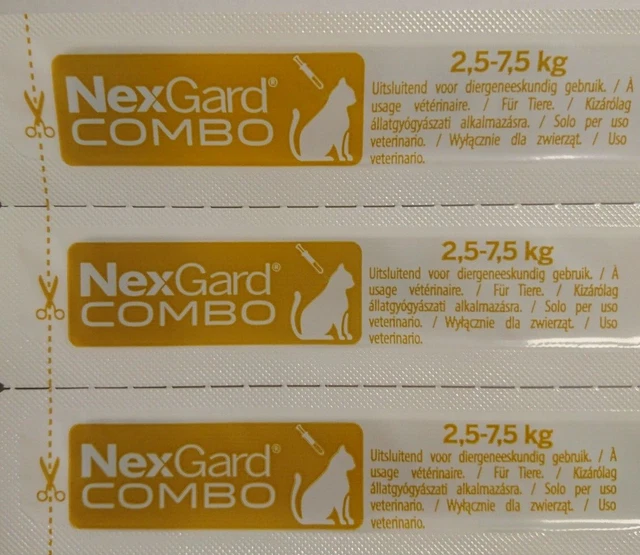 NexGard®
COMBO
2,5-7,5 kg
Uitsluitend voor diergeneeskundig gebruik. / À
usage vétérinaire. / Für Tiere. / Kizárólag
állatgyógyászati alkalmazásra. / Solo per uso
veterinario. / Wyłącznie dla zwierząt. / Uso
veterinario.
NexGard®
COMBO
2,5-7,5 kg
Uitsluitend voor diergeneeskundig gebruik. / À
usage vétérinaire. / Für Tiere. / Kizárólag
állatgyógyászati alkalmazásra. / Solo per uso
veterinario. / Wyłącznie dla zwierząt. / Uso
veterinario.
NexGard®
COMBO
2,5-7,5 kg
Uitsluitend voor diergeneeskundig gebruik. / À
usage vétérinaire. / Für Tiere. / Kizárólag
állatgyógyászati alkalmazásra. / Solo per uso
veterinario. / Wyłącznie dla zwierząt. / Uso
veterinario.